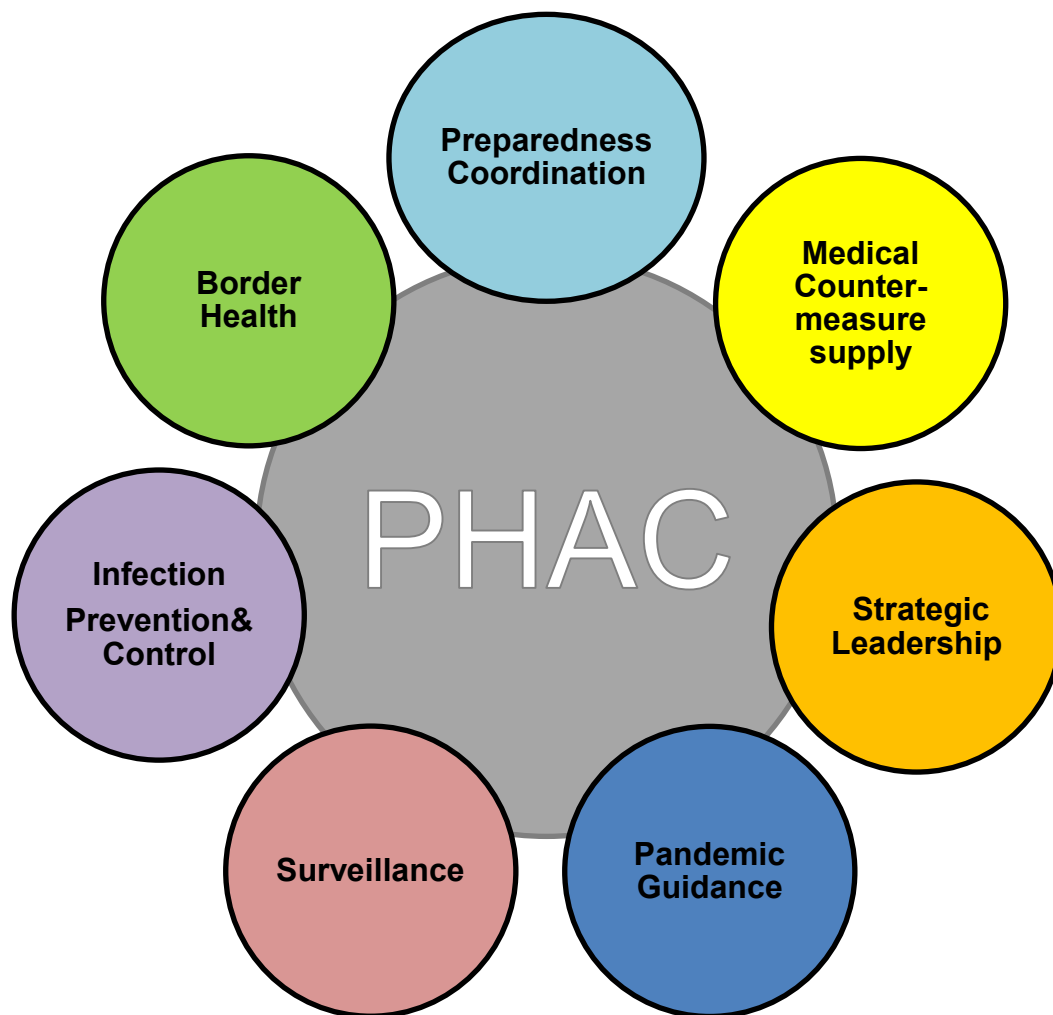 Preparedness
Coordination
Medical
Counter-
measure
supply
Border
Health
PHAC
Infection
Prevention&
Control
Strategic
Leadership
Surveillance
Pandemic
Guidance